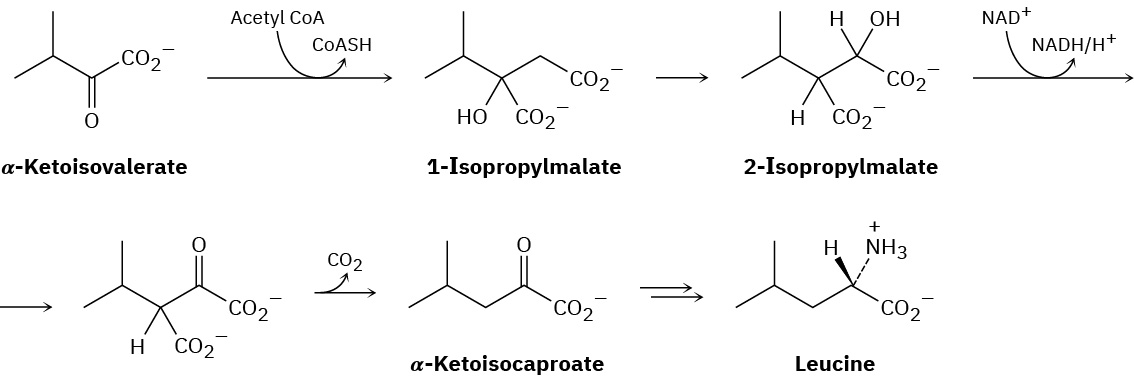 Acetyl CoA
CoASH
CO₂⁻
O
α-Ketoisovalerate
HO
CO₂⁻
CO₂⁻
1-Isopropylmalate
H
OH
CO₂⁻
H
CO₂⁻
2-Isopropylmalate
NAD⁺
NADH/H⁺
O
CO₂⁻
H
CO₂⁻
CO₂
O
CO₂⁻
α-Ketoisocaproate
H
+
NH₃
CO₂⁻
Leucine